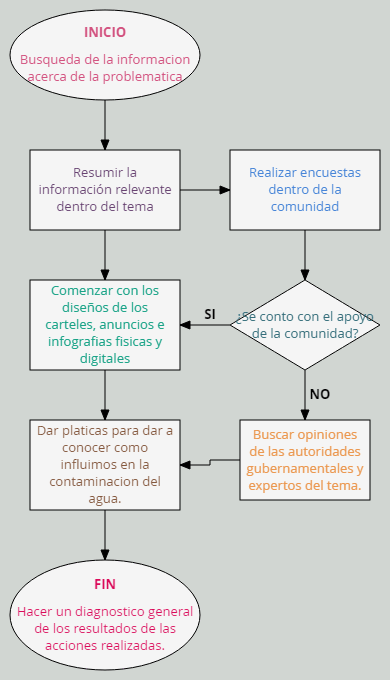 INICIO
Busqueda de la informacion
acerca de la problematica
Resumir la
información relevante
dentro del tema
Realizar encuestas
dentro de la
comunidad
Comenzar con los
diseños de los
carteles, anuncios e
infografias fisicas y
digitales
SI
¿Se conto con el apoyo
de la comunidad?
NO
Dar platicas para dar a
conocer como
influimos en la
contaminacion del
agua.
Buscar opiniones
de las autoridades
gubernamentales y
expertos del tema.
FIN
Hacer un diagnostico general
de los resultados de las
acciones realizadas.